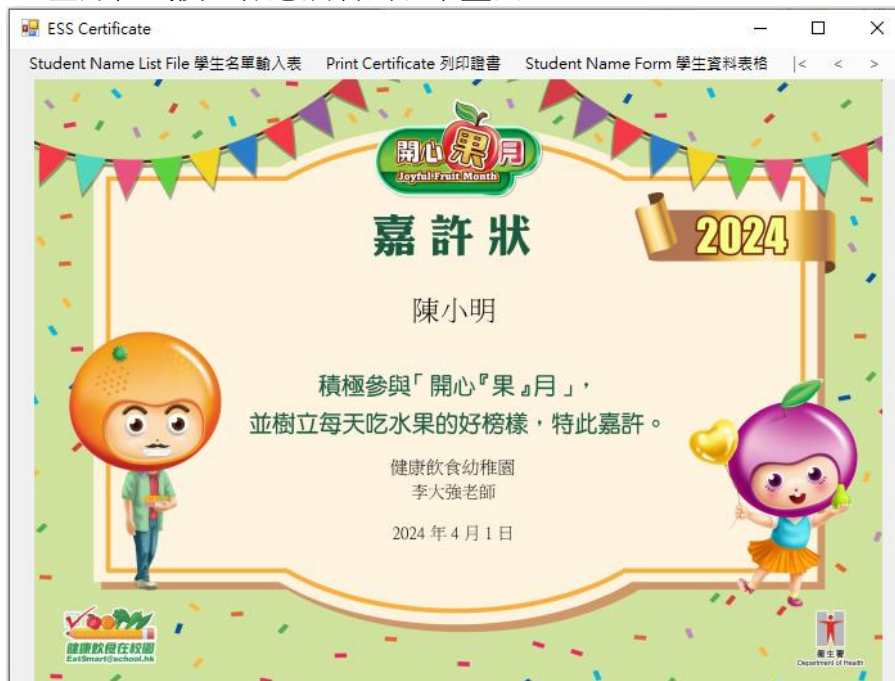 ESS Certificate
Student Name List File 學生名單輸入表 Print Certificate 列印證書 Student Name Form 學生資料表格 |< < >
開心果月
Joyful Fruit Month
嘉許狀
2024
陳小明
積極參與「開心『果』月」，
並樹立每天吃水果的好榜樣，特此嘉許。
健康飲食幼稚園
李大強老師
2024 年 4 月 1 日
健康飲食在校園
EatSmart@school.hk
衞生署
Department of Health